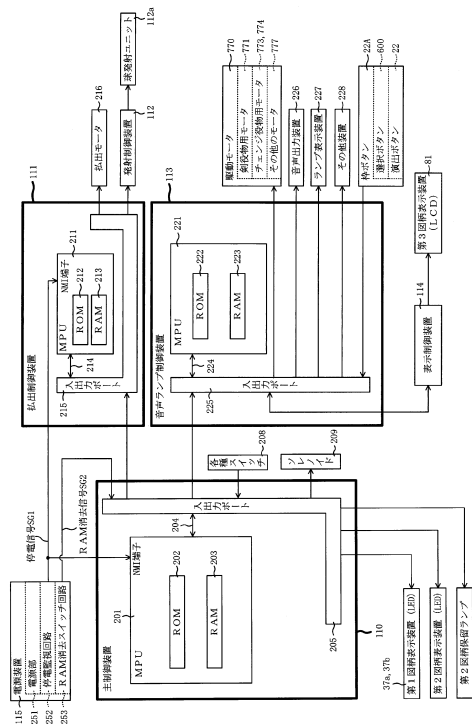 115
電源装置
251
電源部
252
停電監視回路
253
RAM消去スイッチ回路
停電信号SG1
RAM消去信号SG2
払出制御装置
111
211
NMI端子
212
ROM
213
RAM
MPU
214
215
入出力ポート
216
払出モータ
112
発射制御装置
112a
球発射ユニット
主制御装置
110
201
NMI端子
202
ROM
203
RAM
MPU
204
205
入出力ポート
208
各種スイッチ
209
ソレノイド
音声ランプ制御装置
113
221
222
ROM
223
RAM
MPU
224
225
入出力ポート
駆動モータ
770
剣役物用モータ
771
チェンジ役物用モータ
773, 774
その他のモータ
777
音声出力装置
226
ランプ表示装置
227
その他装置
228
枠ボタン
22A
選択ボタン
600
演出ボタン
22
114
表示制御装置
81
第3図柄表示装置
(LCD)
37a, 37b
第1図柄表示装置(LED)
第2図柄表示装置(LED)
第2図柄保留ランプ